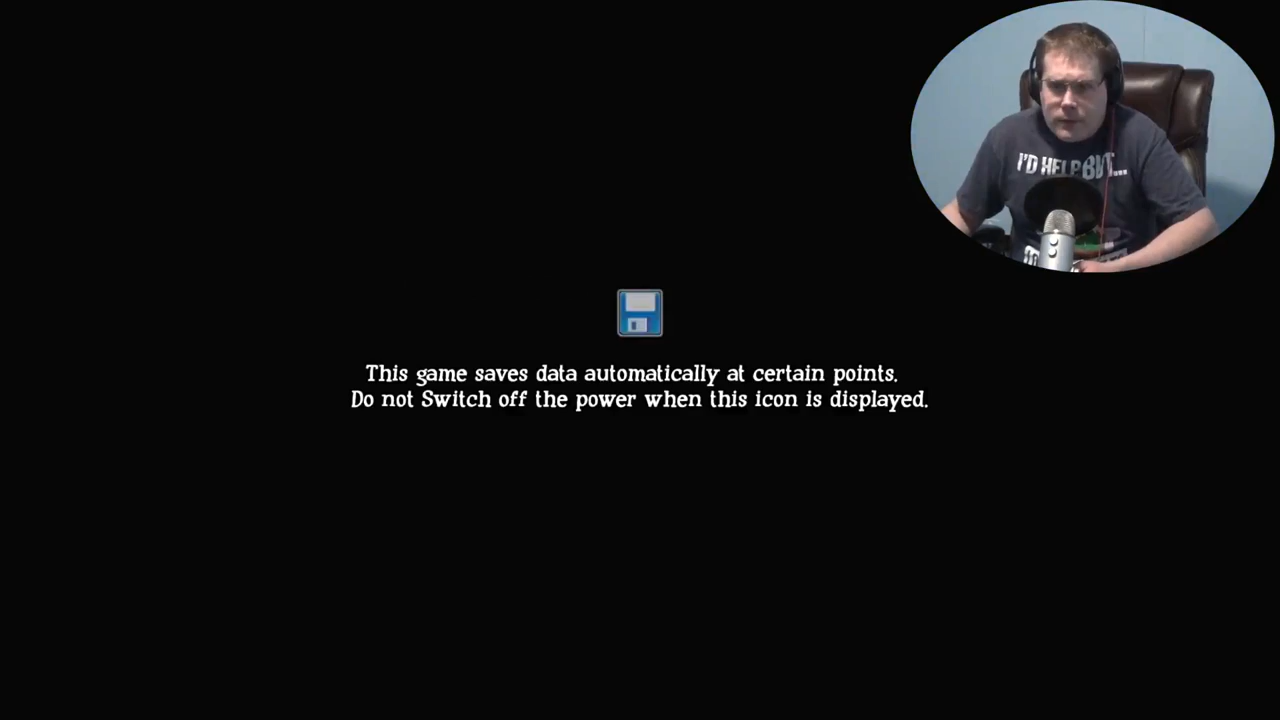 I'D HELP BUT...
This game saves data automatically at certain points.
Do not Switch off the power when this icon is displayed.